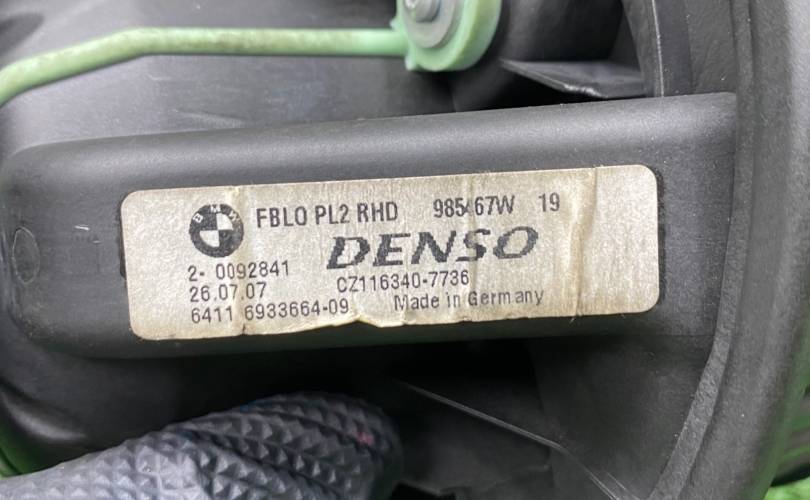 BMW FBLO PL2 RHD 985467W 19
DENSO
2- 0092841
CZ116340-7736
26.07.07
Made in Germany
6411 6933664-09